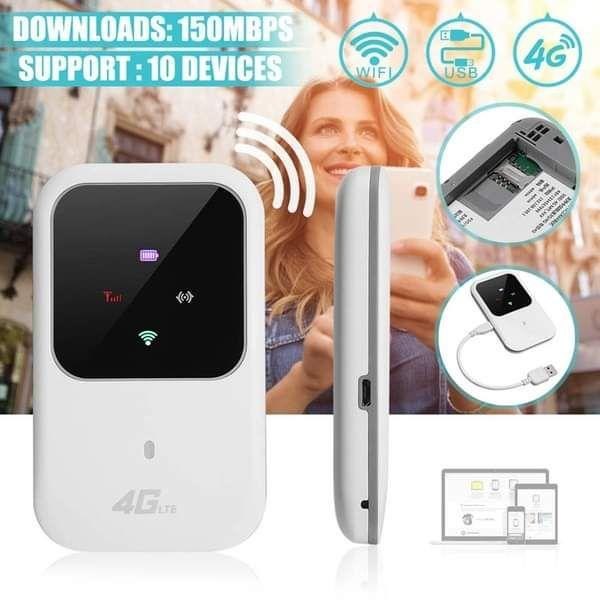 DOWNLOADS: 150MBPS
SUPPORT : 10 DEVICES
WIFI
USB
4G
4GLTE